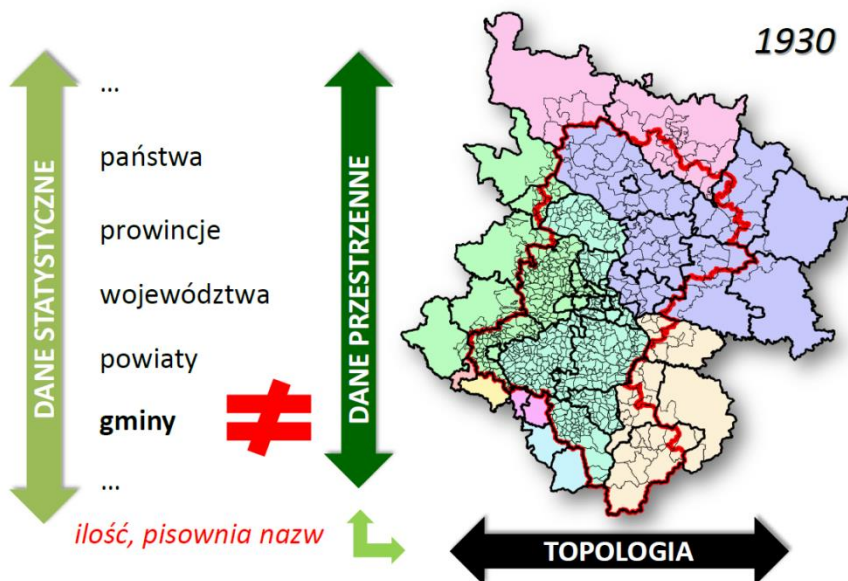 1930
DANE STATYSTYCZNE
...
państwa
prowincje
województwa
powiaty
gminy
≠
...
DANE PRZESTRZENNE
ilość, pisownia nazw
TOPOLOGIA